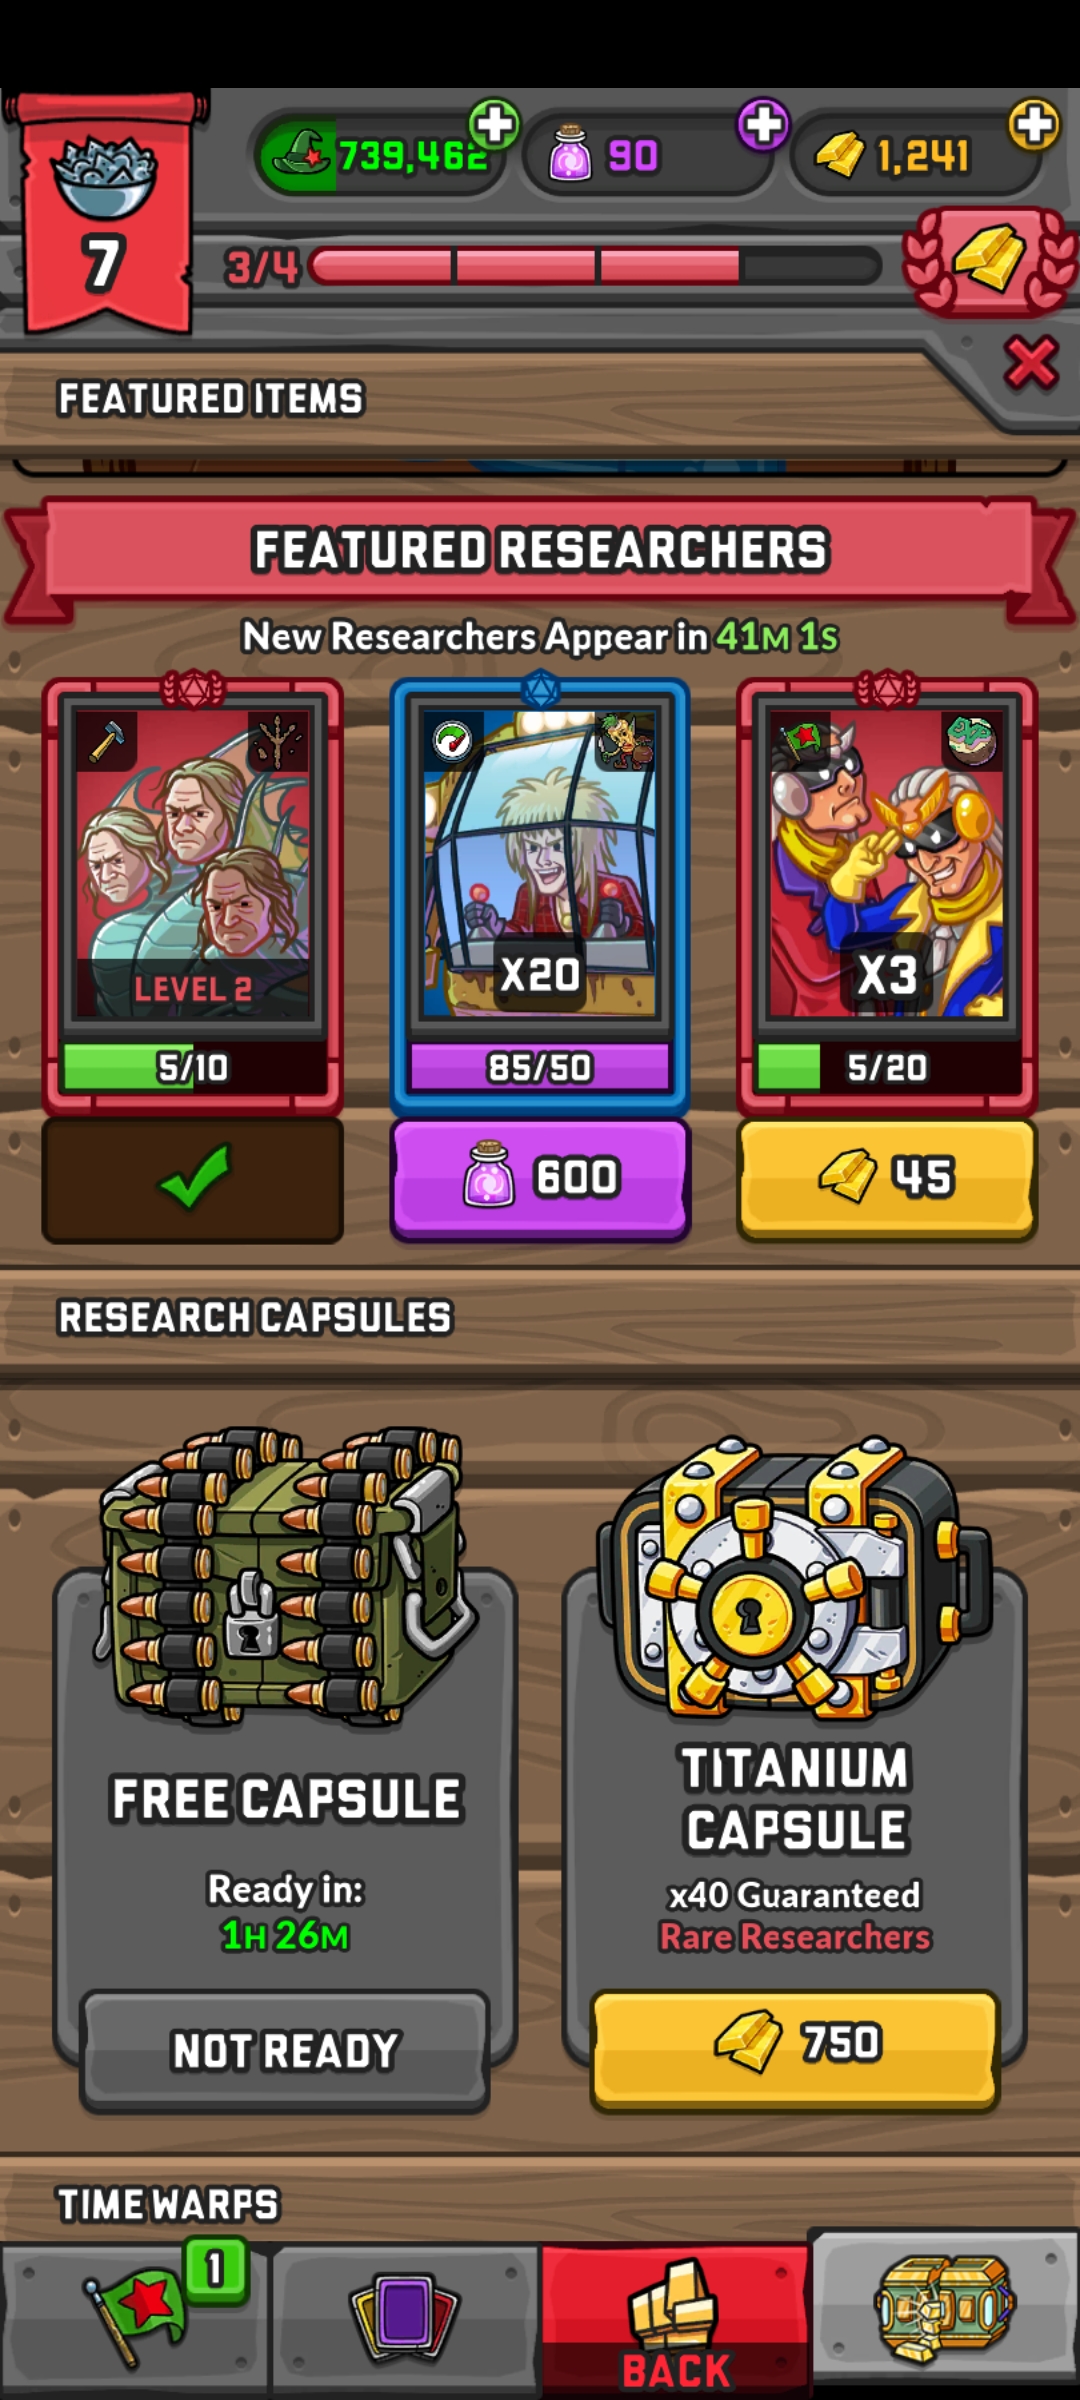 739,462
90
1,241
7
3/4
FEATURED ITEMS
FEATURED RESEARCHERS
New Researchers Appear in 41M 1S
LEVEL 2
X20
X3
5/10
85/50
5/20
600
45
RESEARCH CAPSULES
FREE CAPSULE
Ready in:
1H 26M
NOT READY
TITANIUM
CAPSULE
x40 Guaranteed
Rare Researchers
750
TIME WARPS
1
BACK